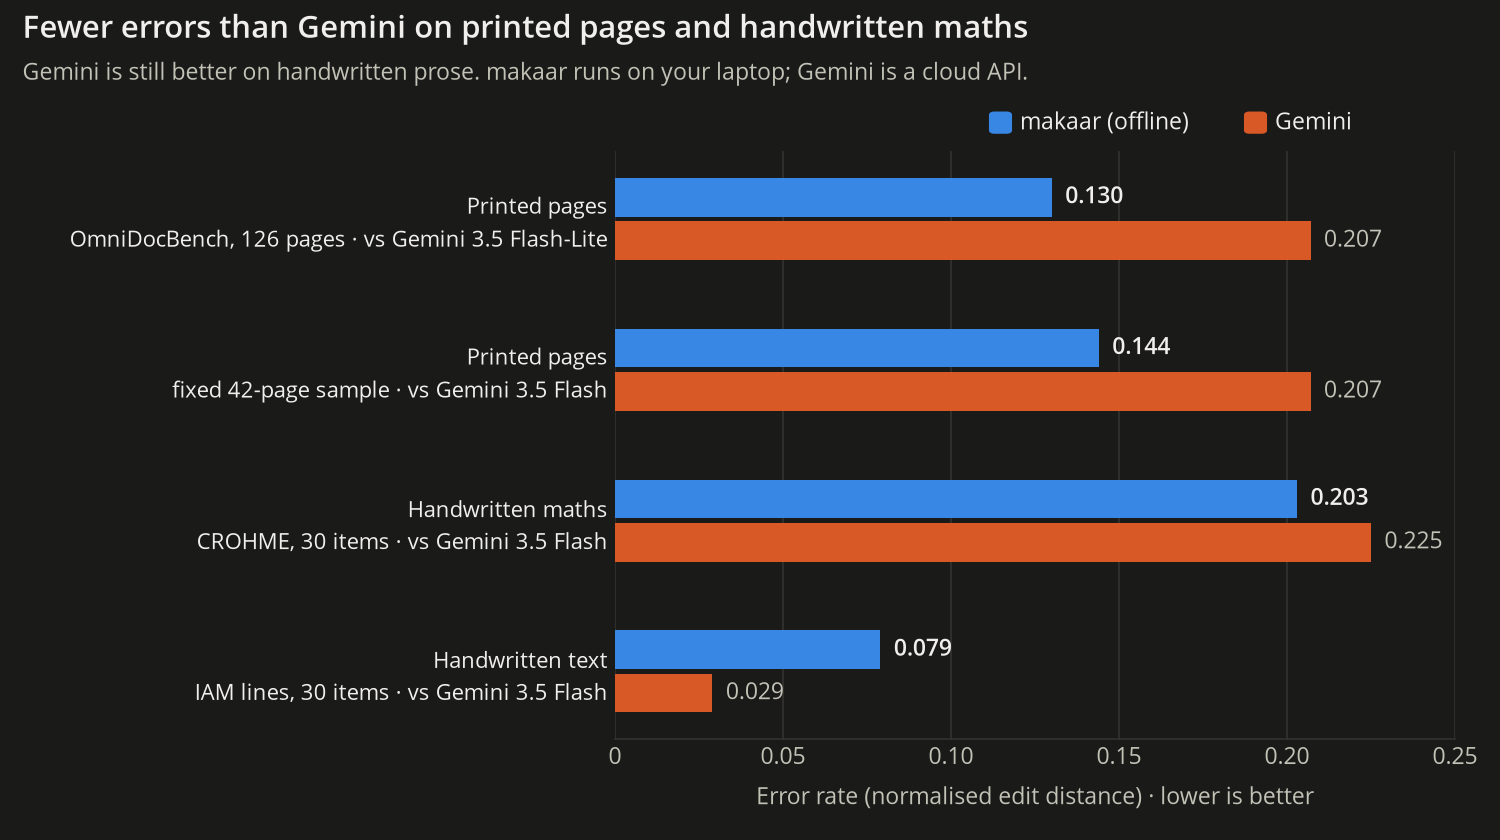 Fewer errors than Gemini on printed pages and handwritten maths
Gemini is still better on handwritten prose. makaar runs on your laptop; Gemini is a cloud API.
makaar (offline)
Gemini
Printed pages
OmniDocBench, 126 pages · vs Gemini 3.5 Flash-Lite
0.130
0.207
Printed pages
fixed 42-page sample · vs Gemini 3.5 Flash
0.144
0.207
Handwritten maths
CROHME, 30 items · vs Gemini 3.5 Flash
0.203
0.225
Handwritten text
IAM lines, 30 items · vs Gemini 3.5 Flash
0.079
0.029
0 0.05 0.10 0.15 0.20 0.25
Error rate (normalised edit distance) · lower is better